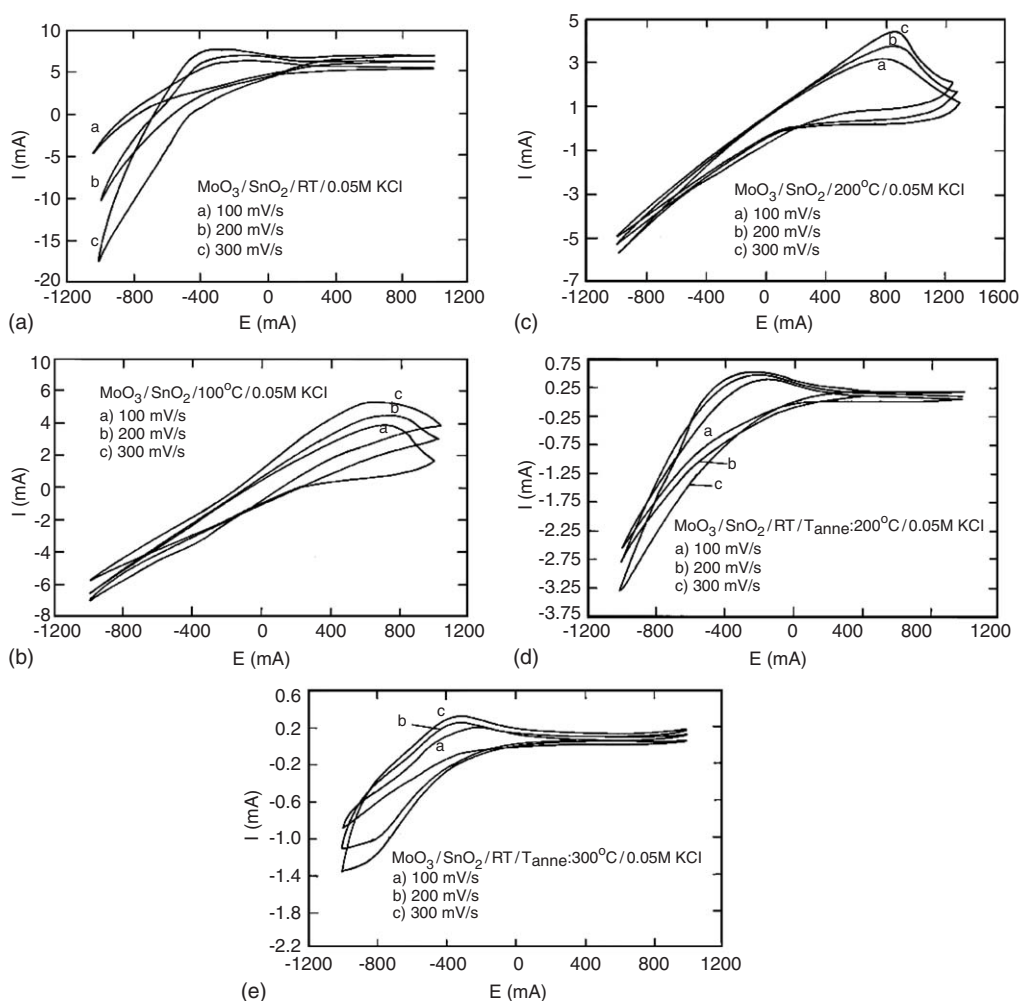 10
5
0
-5
-10
-15
-20
I (mA)
a
b
c
MoO3/SnO2/RT/0.05M KCl
a) 100 mV/s
b) 200 mV/s
c) 300 mV/s
-1200 -800 -400 0 400 800 1200
E (mA)
(a)
5
3
1
-1
-3
-5
-7
I (mA)
c
b
a
MoO3/SnO2/200°C/0.05M KCl
a) 100 mV/s
b) 200 mV/s
c) 300 mV/s
-1200 -800 -400 0 400 800 1200 1600
E (mA)
(c)
10
8
6
4
2
0
-2
-4
-6
-8
I (mA)
MoO3/SnO2/100°C/0.05M KCl
a) 100 mV/s
b) 200 mV/s
c) 300 mV/s
c
b
a
-1200 -800 -400 0 400 800 1200
E (mA)
(b)
0.75
0.25
-0.25
-0.75
-1.25
-1.75
-2.25
-2.75
-3.25
-3.75
I (mA)
a
b
c
MoO3/SnO2/RT/Tanne:200°C/0.05M KCl
a) 100 mV/s
b) 200 mV/s
c) 300 mV/s
-1200 -800 -400 0 400 800 1200
E (mA)
(d)
0.6
0.2
-0.2
-0.6
-1.0
-1.4
-1.8
-2.2
I (mA)
c
b
a
MoO3/SnO2/RT/Tanne:300°C/0.05M KCl
a) 100 mV/s
b) 200 mV/s
c) 300 mV/s
-1200 -800 -400 0 400 800 1200
E (mA)
(e)